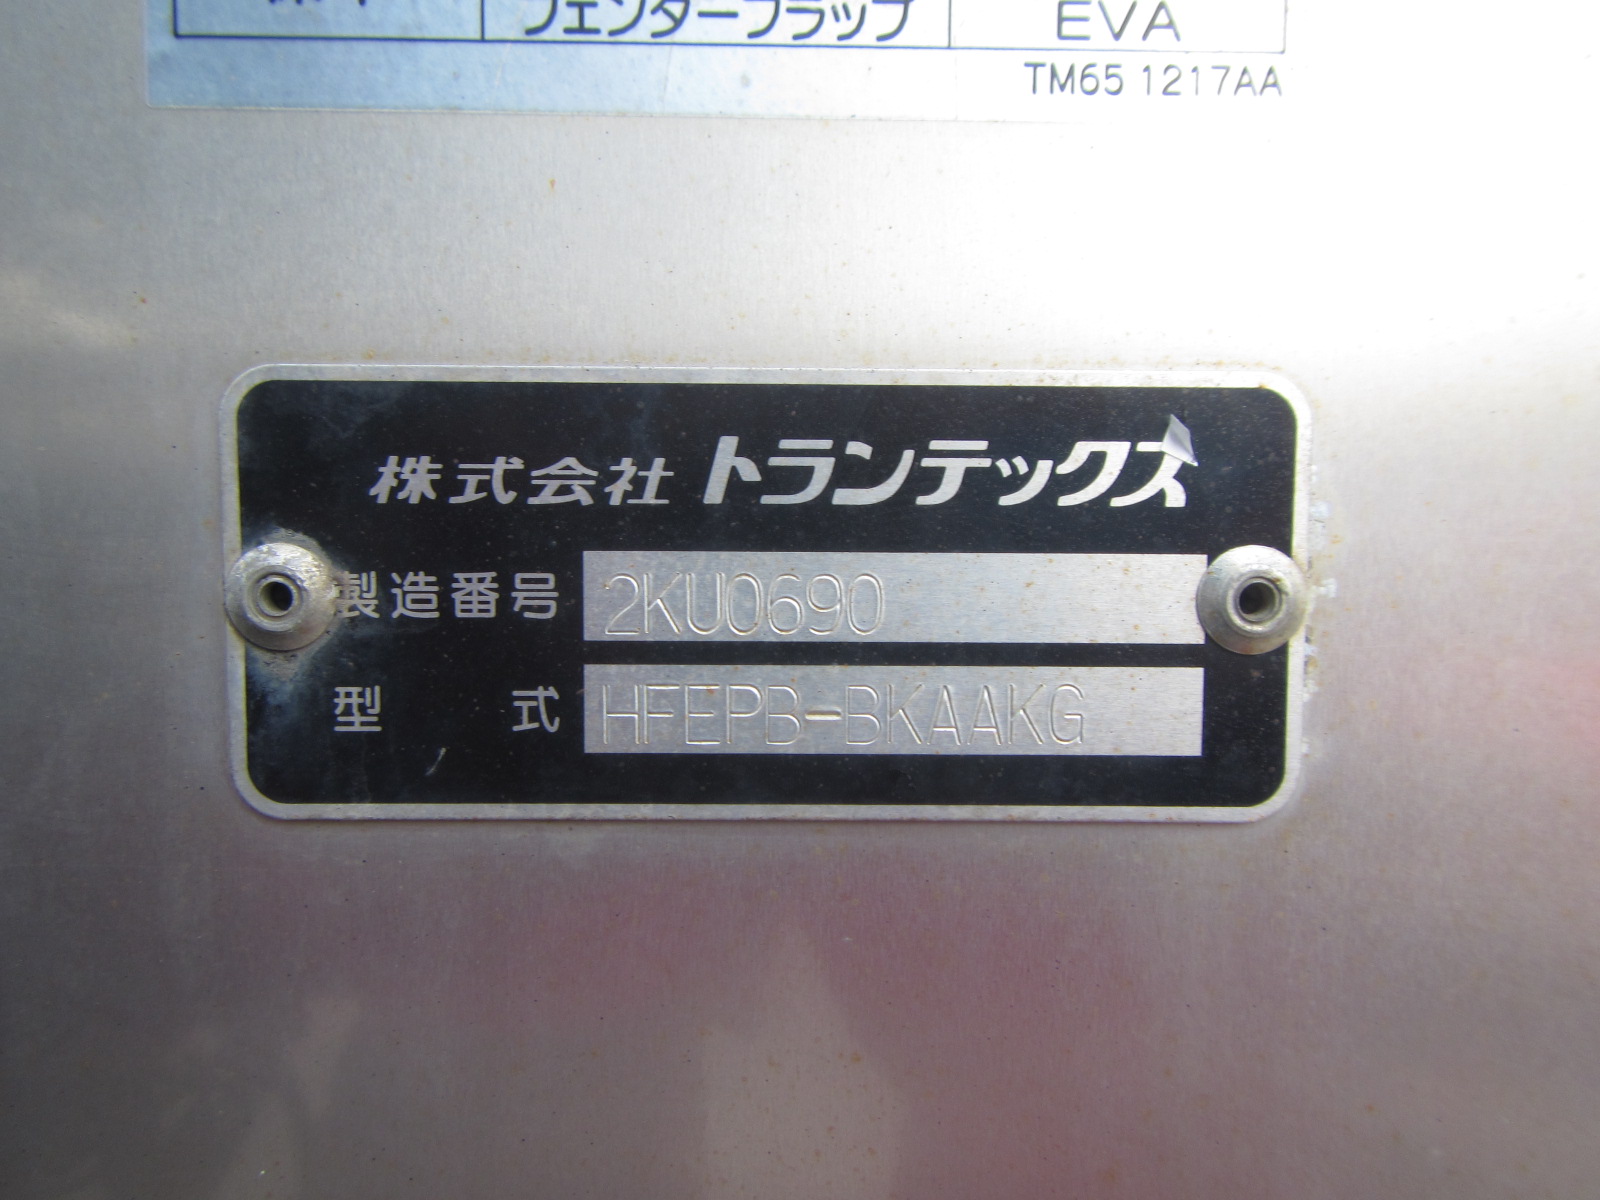 フェンダーフラップ EVA
TM65 1217AA
株式会社 トランテックス
製造番号 2KU0690
型 式 HFEPB-BKAAKG